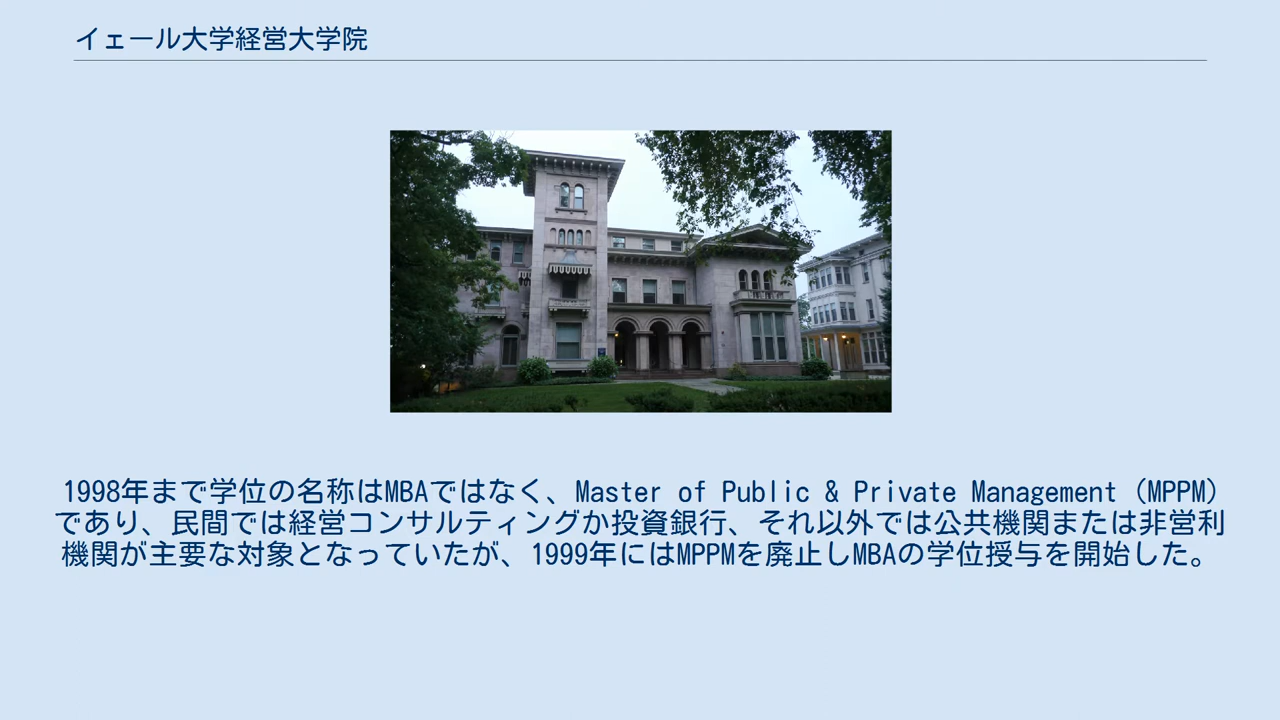 イェール大学経営大学院
1998年まで学位の名称はMBAではなく、Master of Public & Private Management（MPPM）
であり、民間では経営コンサルティングか投資銀行、それ以外では公共機関または非営利
機関が主要な対象となっていたが、1999年にはMPPMを廃止しMBAの学位授与を開始した。